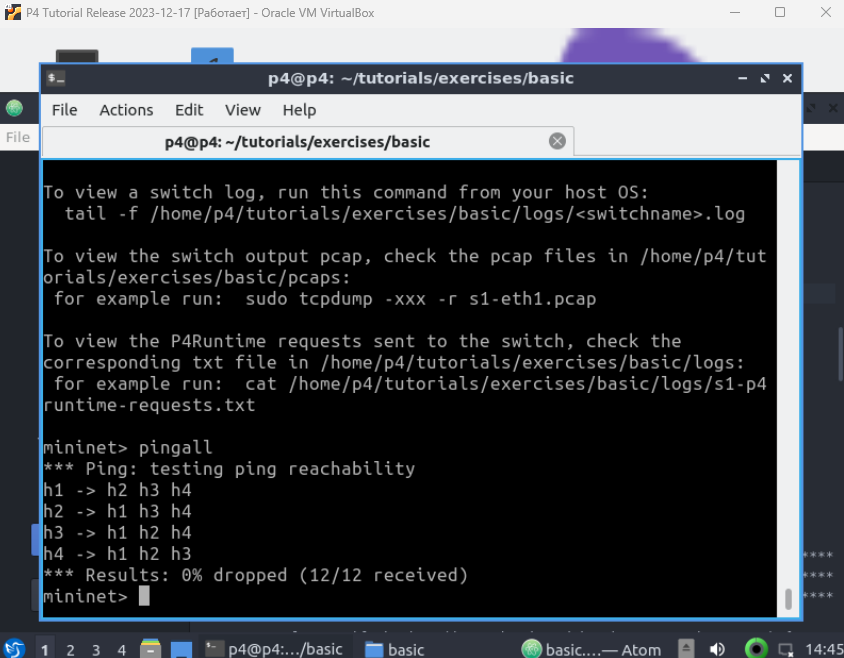 P4 Tutorial Release 2023-12-17 [Работает] - Oracle VM VirtualBox
p4@p4: ~/tutorials/exercises/basic
File Actions Edit View Help
File
p4@p4: ~/tutorials/exercises/basic
To view a switch log, run this command from your host OS:
  tail -f /home/p4/tutorials/exercises/basic/logs/<switchname>.log
To view the switch output pcap, check the pcap files in /home/p4/tut
orials/exercises/basic/pcaps:
 for example run:  sudo tcpdump -xxx -r s1-eth1.pcap
To view the P4Runtime requests sent to the switch, check the
corresponding txt file in /home/p4/tutorials/exercises/basic/logs:
 for example run:  cat /home/p4/tutorials/exercises/basic/logs/s1-p4
runtime-requests.txt
mininet> pingall
*** Ping: testing ping reachability
h1 -> h2 h3 h4
h2 -> h1 h3 h4
h3 -> h1 h2 h4
h4 -> h1 h2 h3
*** Results: 0% dropped (12/12 received)
mininet>
****
****
****
1 2 3 4 p4@p4:.../basic basic basic....— Atom 14:45